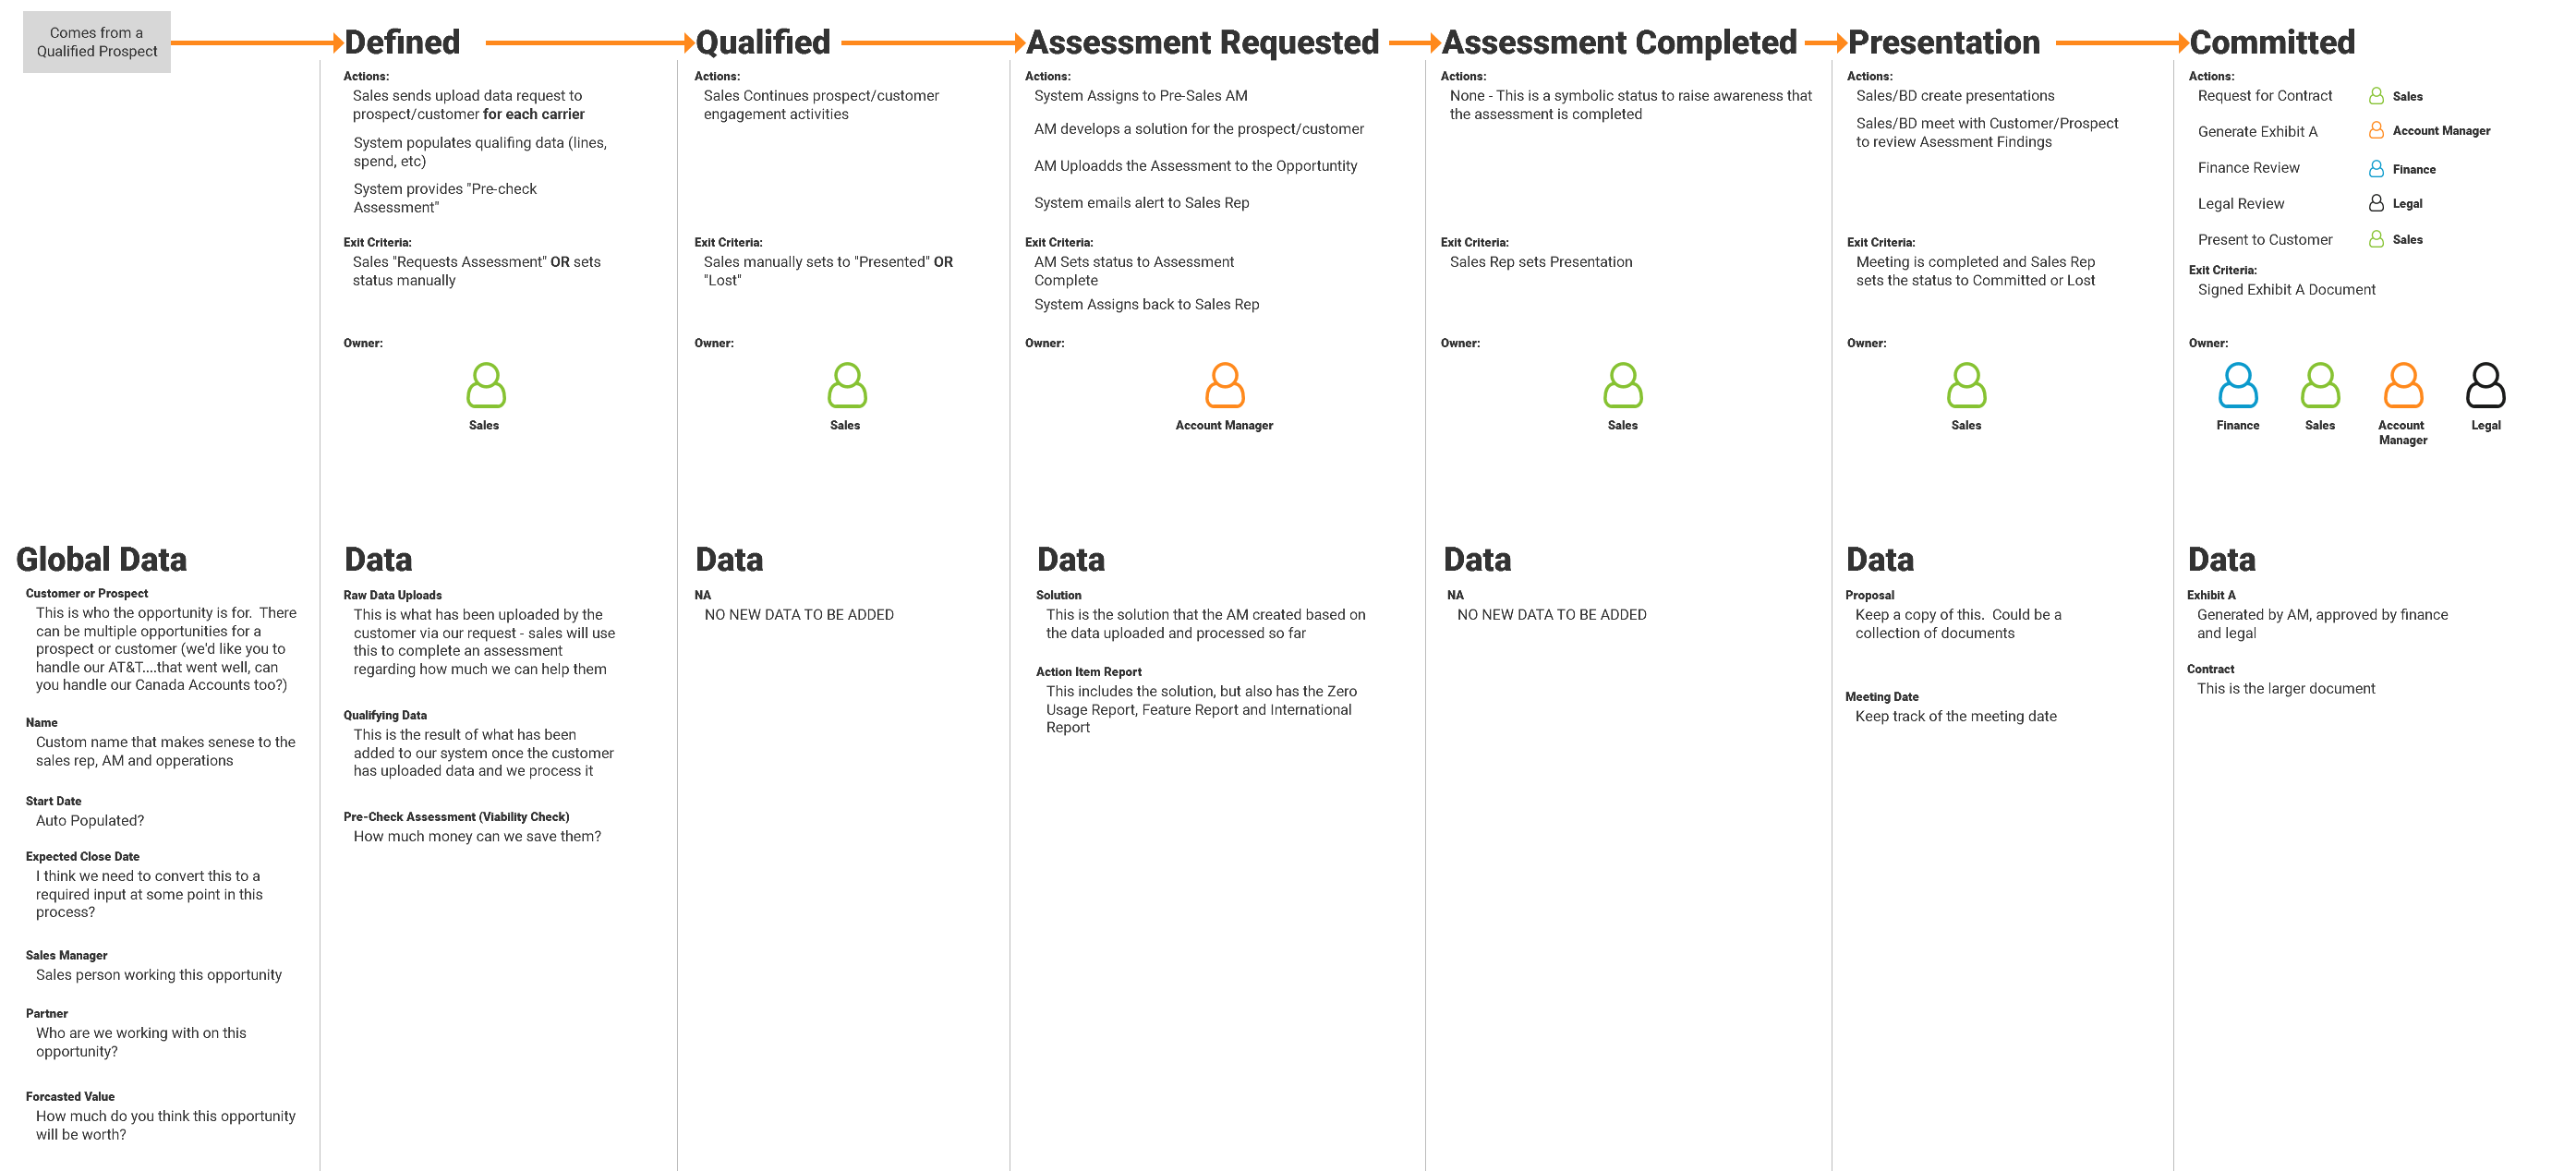 Comes from a
Qualified Prospect
Defined
Actions:
Sales sends upload data request to
prospect/customer for each carrier
System populates qualifing data (lines,
spend, etc)
System provides "Pre-check
Assessment"
Exit Criteria:
Sales "Requests Assessment" OR sets
status manually
Owner:
Sales
Qualified
Actions:
Sales Continues prospect/customer
engagement activities
Exit Criteria:
Sales manually sets to "Presented" OR
"Lost"
Owner:
Sales
Assessment Requested
Actions:
System Assigns to Pre-Sales AM
AM develops a solution for the prospect/customer
AM Uploadds the Assessment to the Opportuntity
System emails alert to Sales Rep
Exit Criteria:
AM Sets status to Assessment
Complete
System Assigns back to Sales Rep
Owner:
Account Manager
Assessment Completed
Actions:
None - This is a symbolic status to raise awareness that
the assessment is completed
Exit Criteria:
Sales Rep sets Presentation
Owner:
Sales
Presentation
Actions:
Sales/BD create presentations
Sales/BD meet with Customer/Prospect
to review Asessment Findings
Exit Criteria:
Meeting is completed and Sales Rep
sets the status to Committed or Lost
Owner:
Sales
Committed
Actions:
Request for Contract Sales
Generate Exhibit A Account Manager
Finance Review Finance
Legal Review Legal
Present to Customer Sales
Exit Criteria:
Signed Exhibit A Document
Owner:
Finance
Sales
Account
Manager
Legal
Global Data
Customer or Prospect
This is who the opportunity is for. There
can be multiple opportunities for a
prospect or customer (we'd like you to
handle our AT&T....that went well, can
you handle our Canada Accounts too?)
Name
Custom name that makes senese to the
sales rep, AM and opperations
Start Date
Auto Populated?
Expected Close Date
I think we need to convert this to a
required input at some point in this
process?
Sales Manager
Sales person working this opportunity
Partner
Who are we working with on this
opportunity?
Forcasted Value
How much do you think this opportunity
will be worth?
Data
Raw Data Uploads
This is what has been uploaded by the
customer via our request - sales will use
this to complete an assessment
regarding how much we can help them
Qualifying Data
This is the result of what has been
added to our system once the customer
has uploaded data and we process it
Pre-Check Assessment (Viability Check)
How much money can we save them?
Data
NA
NO NEW DATA TO BE ADDED
Data
Solution
This is the solution that the AM created based on
the data uploaded and processed so far
Action Item Report
This includes the solution, but also has the Zero
Usage Report, Feature Report and International
Report
Data
NA
NO NEW DATA TO BE ADDED
Data
Proposal
Keep a copy of this. Could be a
collection of documents
Meeting Date
Keep track of the meeting date
Data
Exhibit A
Generated by AM, approved by finance
and legal
Contract
This is the larger document